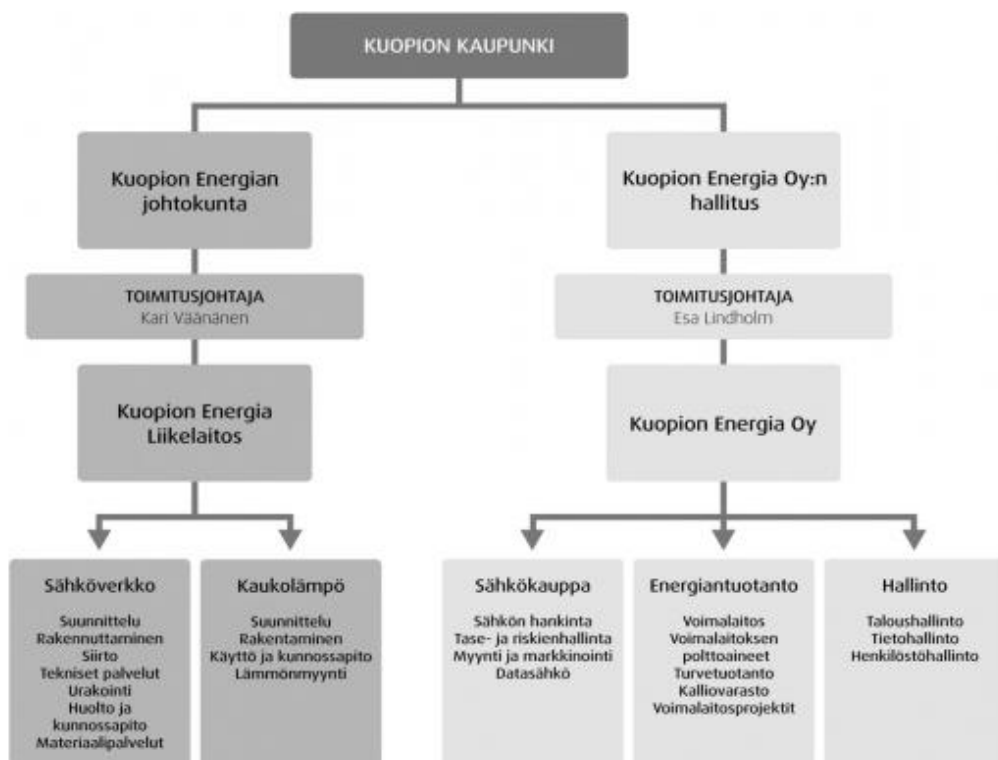 KUOPION KAUPUNKI
Kuopion Energian
johtokunta
Kuopion Energia Oy:n
hallitus
TOIMITUSJOHTAJA
Kari Väänänen
TOIMITUSJOHTAJA
Esa Lindholm
Kuopion Energia
Liikelaitos
Kuopion Energia Oy
Sähköverkko
Suunnittelu
Rakennuttaminen
Siirto
Tekniset palvelut
Urakointi
Huolto ja
kunnossapito
Materiaalipalvelut
Kaukolämpö
Suunnittelu
Rakentaminen
Käyttö ja kunnossapito
Lämmönmyynti
Sähkökauppa
Sähkön hankinta
Tase- ja riskienhallinta
Myynti ja markkinointi
Datasähkö
Energiantuotanto
Voimalaitos
Voimalaitoksen
polttoaineet
Turvetuotanto
Kalliovarasto
Voimalaitosprojektit
Hallinto
Taloushallinto
Tietohallinto
Henkilöstöhallinto